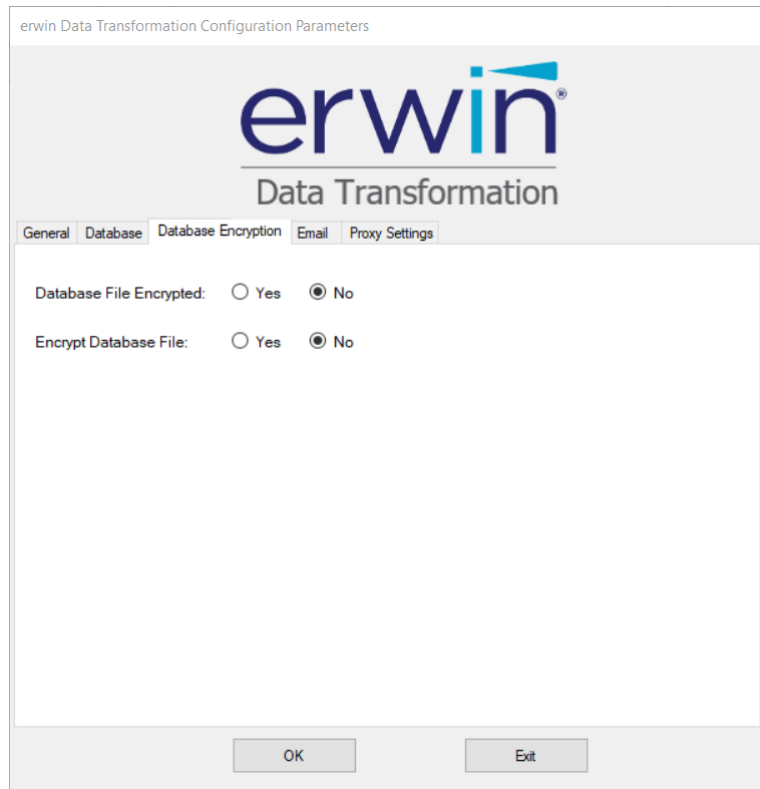 erwin Data Transformation Configuration Parameters
erwin®
Data Transformation
General Database Database Encryption Email Proxy Settings
Database File Encrypted: Yes No
Encrypt Database File: Yes No
OK Exit